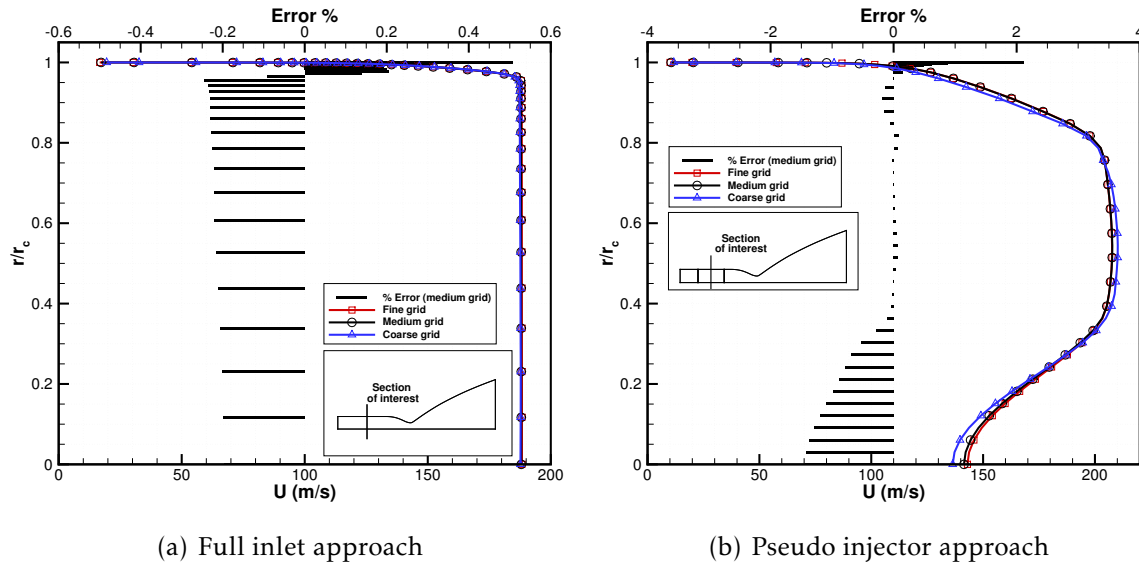 Error %
-0.6 -0.4 -0.2 0 0.2 0.4 0.6
r/rc
1
0.8
0.6
0.4
0.2
0
% Error (medium grid)
Fine grid
Medium grid
Coarse grid
Section
of interest
0 50 100 150 200
U (m/s)
(a) Full inlet approach
Error %
-4 -2 0 2 4
r/rc
1
0.8
0.6
0.4
0.2
0
% Error (medium grid)
Fine grid
Medium grid
Coarse grid
Section
of interest
0 50 100 150 200
U (m/s)
(b) Pseudo injector approach